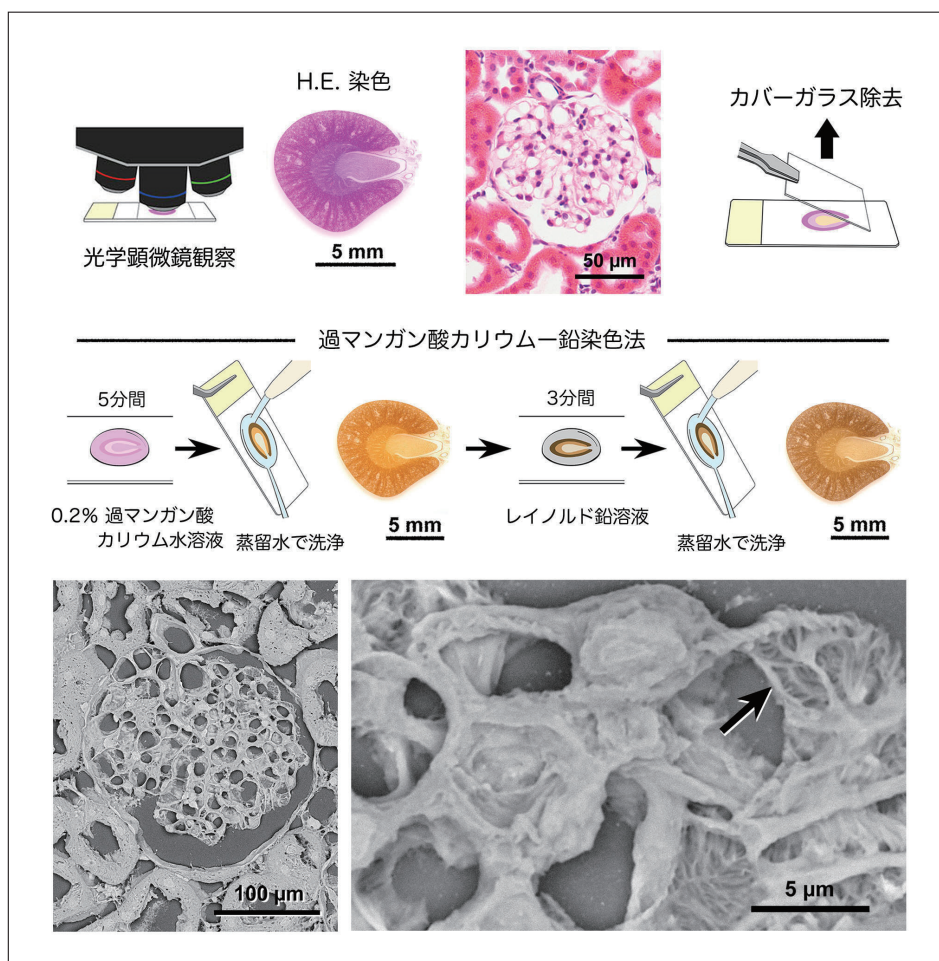 H.E. 染色
カバーガラス除去
光学顕微鏡観察
5 mm
50 µm
過マンガン酸カリウムー鉛染色法
5分間
3分間
0.2% 過マンガン酸
カリウム水溶液
蒸留水で洗浄
5 mm
レイノルド鉛溶液
蒸留水で洗浄
5 mm
100 µm
5 µm